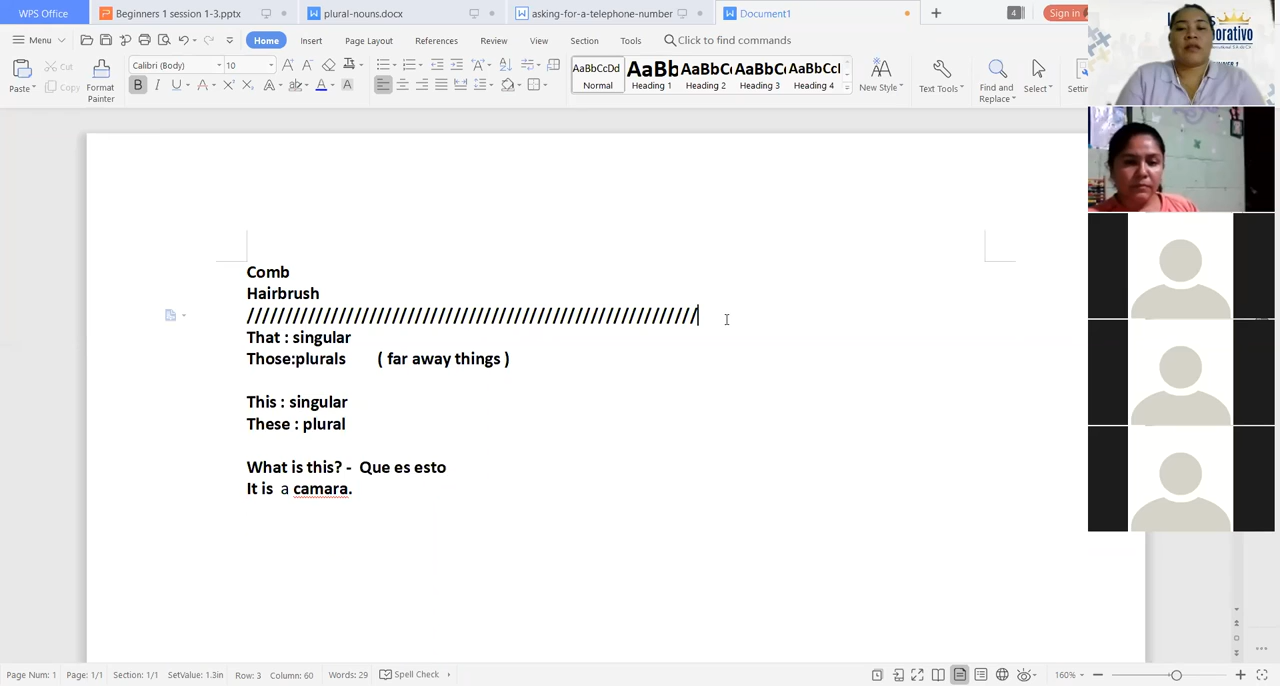 WPS Office
Beginners 1 session 1-3.pptx
plural-nouns.docx
asking-for-a-telephone-number
Document1
4
Sign in
Menu
Home
Insert
Page Layout
References
Review
View
Section
Tools
Click to find commands
Paste
Cut
Copy
Format Painter
Calibri (Body)
10
AaBbCcDd
Normal
Heading 1
Heading 2
Heading 3
Heading 4
New Style
Text Tools
Find and Replace
Select
Comb
Hairbrush
//////////////////////////////////////////////////////////
That : singular
Those:plurals ( far away things )
This : singular
These : plural
What is this? - Que es esto
It is a camara.
Page Num: 1
Page: 1/1
Section: 1/1
SetValue: 1.3in
Row: 3
Column: 60
Words: 29
Spell Check
160%